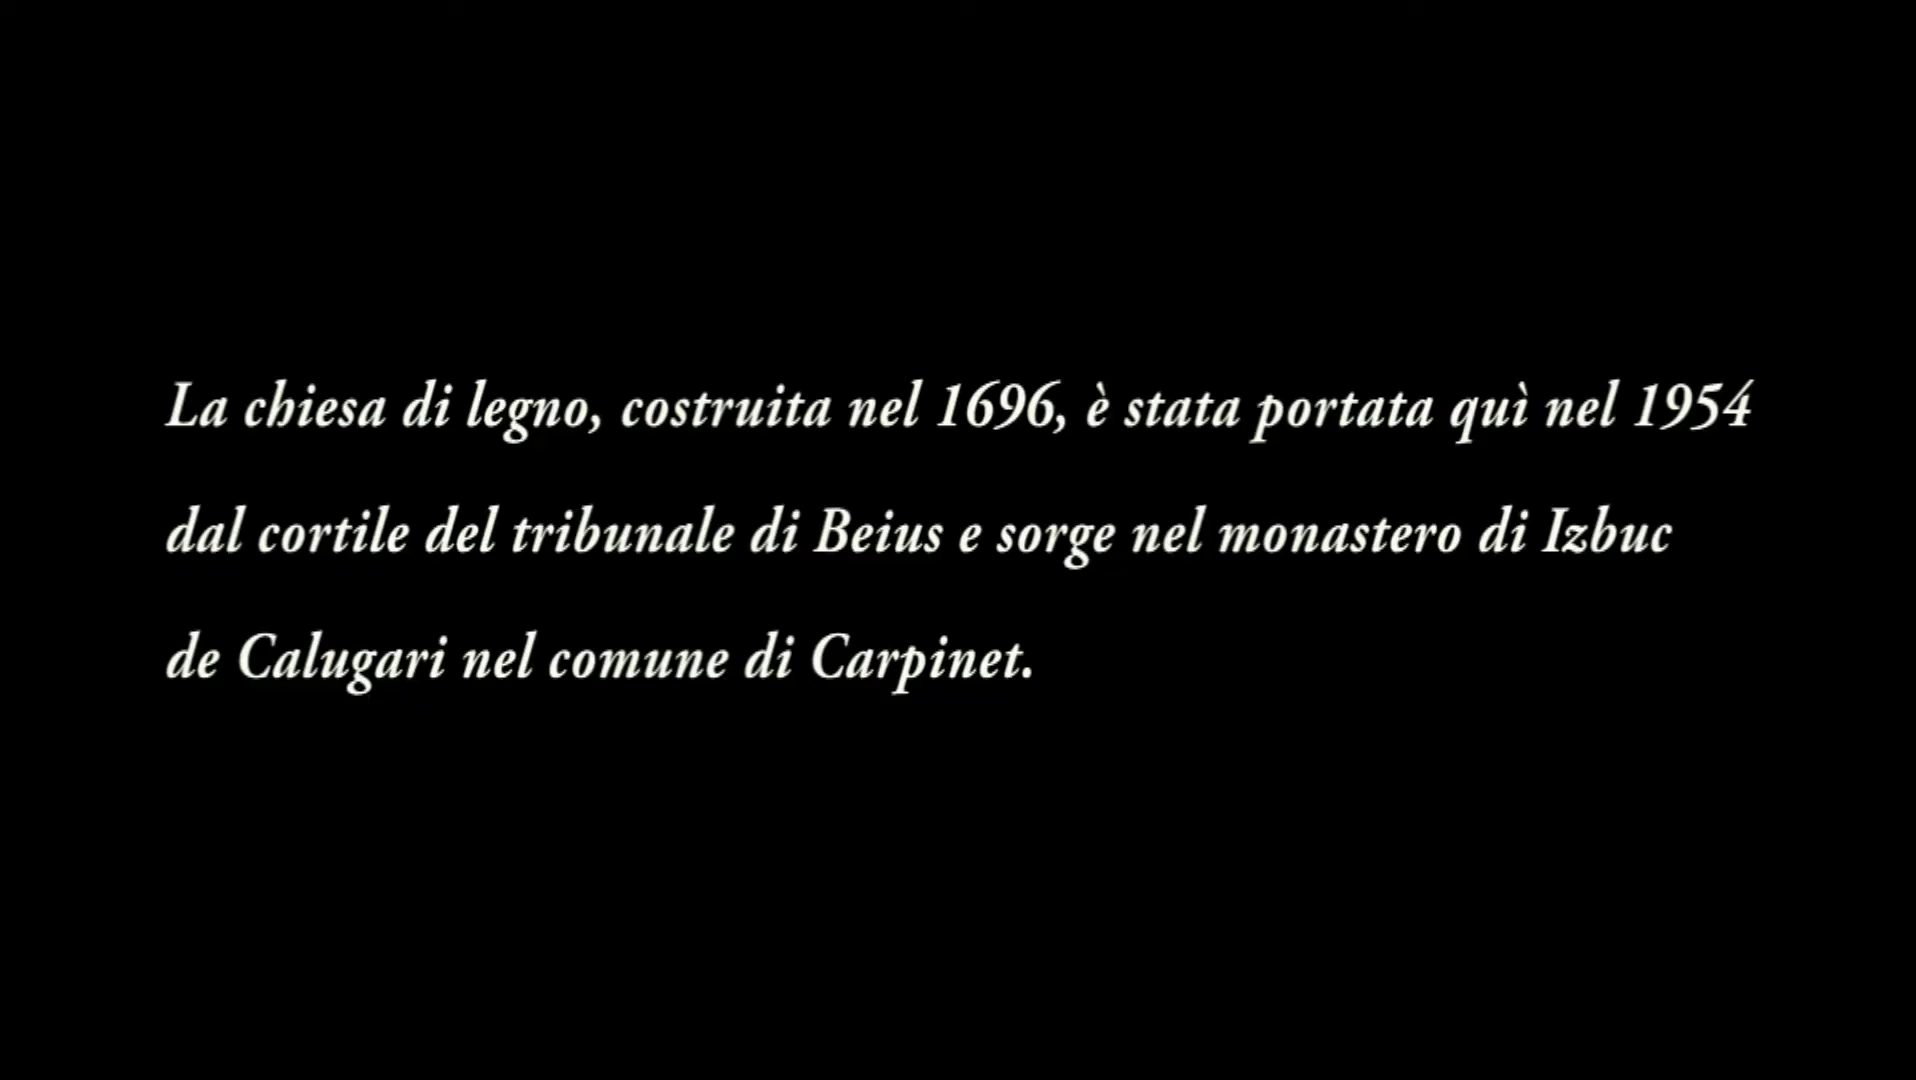 La chiesa di legno, costruita nel 1696, è stata portata quì nel 1954
dal cortile del tribunale di Beius e sorge nel monastero di Izbuc
de Calugari nel comune di Carpinet.